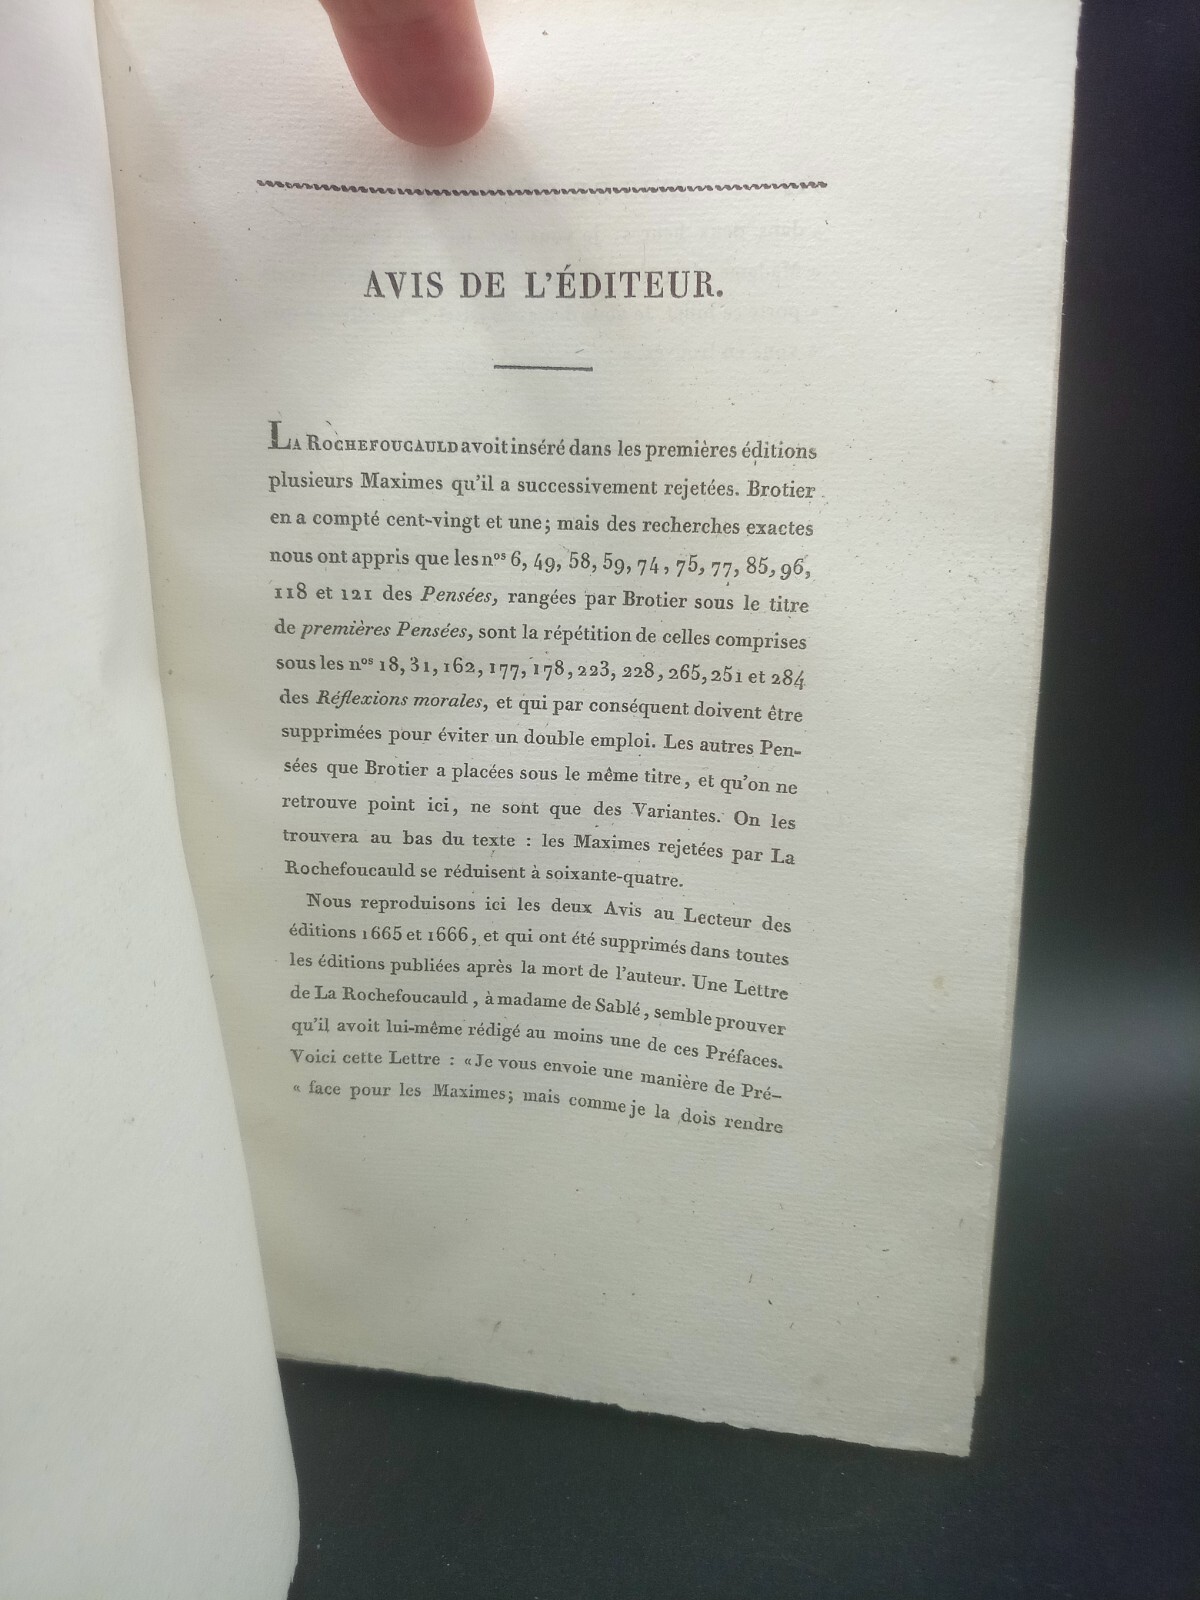 AVIS DE L'ÉDITEUR.
LA ROCHEFOUCAULD avoit inséré dans les premières éditions
plusieurs Maximes qu'il a successivement rejetées. Brotier
en a compté cent-vingt et une; mais des recherches exactes
nous ont appris que les nos 6, 49, 58, 59, 74, 75, 77, 85, 96,
118 et 121 des Pensées, rangées par Brotier sous le titre
de premières Pensées, sont la répétition de celles comprises
sous les nos 18, 31, 162, 177, 178, 223, 228, 265, 251 et 284
des Réflexions morales, et qui par conséquent doivent être
supprimées pour éviter un double emploi. Les autres Pen-
sées que Brotier a placées sous le même titre, et qu'on ne
retrouve point ici, ne sont que des Variantes. On les
trouvera au bas du texte : les Maximes rejetées par La
Rochefoucauld se réduisent à soixante-quatre.
Nous reproduisons ici les deux Avis au Lecteur des
éditions 1665 et 1666, et qui ont été supprimés dans toutes
les éditions publiées après la mort de l'auteur. Une Lettre
de La Rochefoucauld, à madame de Sablé, semble prouver
qu'il avoit lui-même rédigé au moins une de ces Préfaces.
Voici cette Lettre : «Je vous envoie une manière de Pré-
« face pour les Maximes; mais comme je la dois rendre